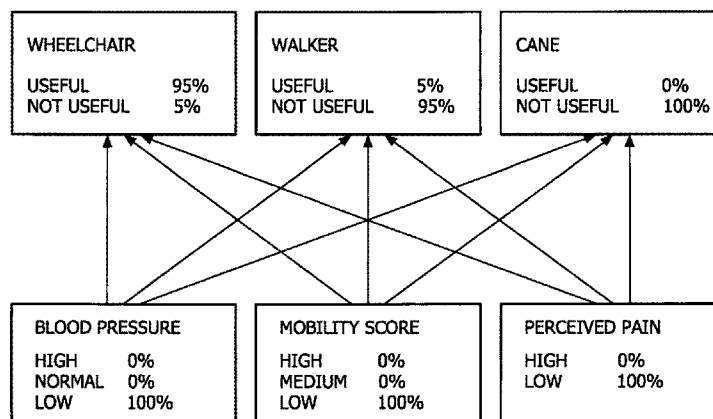 WHEELCHAIR
USEFUL 95%
NOT USEFUL 5%
WALKER
USEFUL 5%
NOT USEFUL 95%
CANE
USEFUL 0%
NOT USEFUL 100%
BLOOD PRESSURE
HIGH 0%
NORMAL 0%
LOW 100%
MOBILITY SCORE
HIGH 0%
MEDIUM 0%
LOW 100%
PERCEIVED PAIN
HIGH 0%
LOW 100%